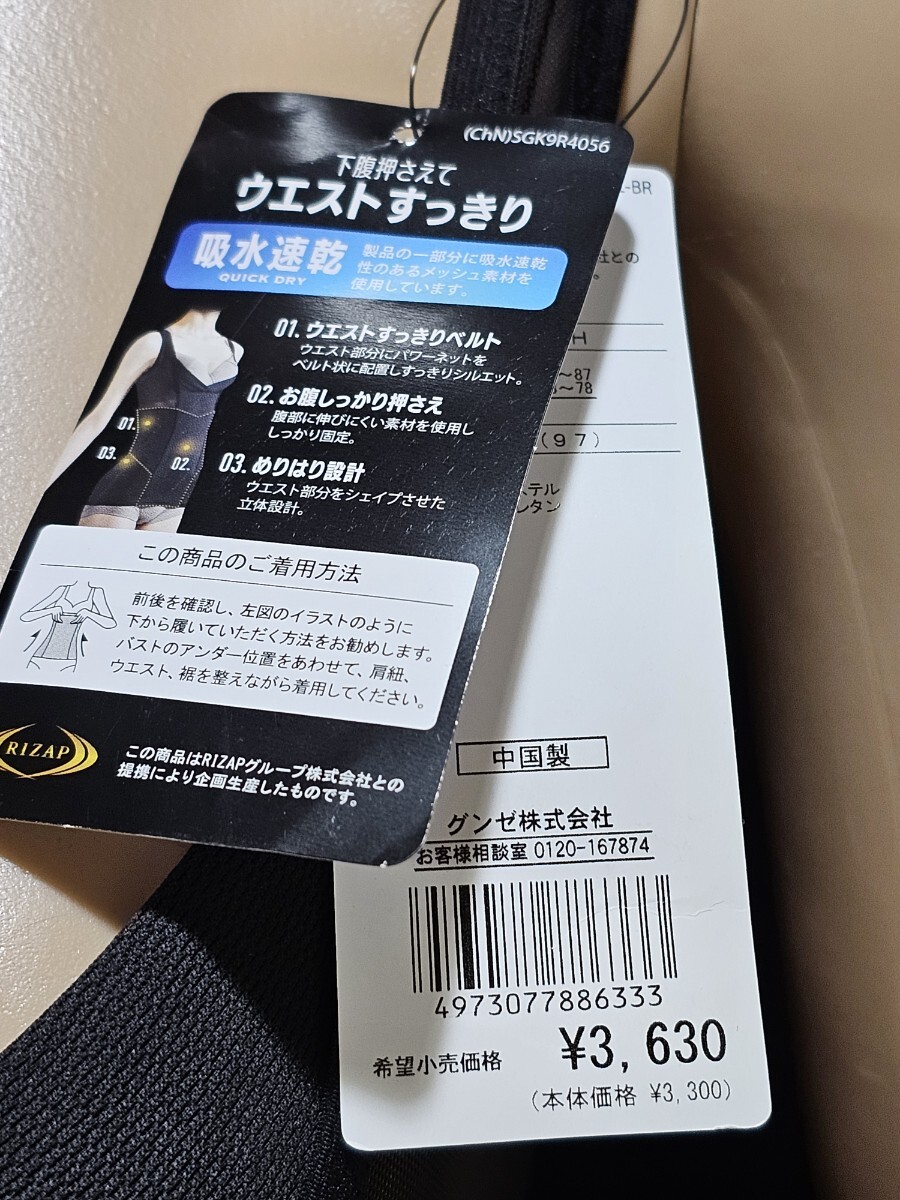 (ChN)SGK9R4056
下腹押さえて
ウエストすっきり
吸水速乾
QUICK DRY
製品の一部分に吸水速乾
性のあるメッシュ素材を
使用しています。
01. ウエストすっきりベルト
ウエスト部分にパワーネットを
ベルト状に配置しすっきりシルエット。
02. お腹しっかり押さえ
腹部に伸びにくい素材を使用し
しっかり固定。
03. めりはり設計
ウエスト部分をシェイプさせた
立体設計。
01.
02.
03.
この商品のご着用方法
前後を確認し、左図のイラストのように
下から履いていただく方法をお勧めします。
バストのアンダー位置をあわせて、肩紐、
ウエスト、裾を整えながら着用してください。
RIZAP
この商品はRIZAPグループ株式会社との
提携により企画生産したものです。
-BR
社との
。
H
～87
～78
(97)
ステル
レタン
中国製
グンゼ株式会社
お客様相談室 0120-167874
4973077886333
希望小売価格 ¥3,630
(本体価格 ¥3,300)